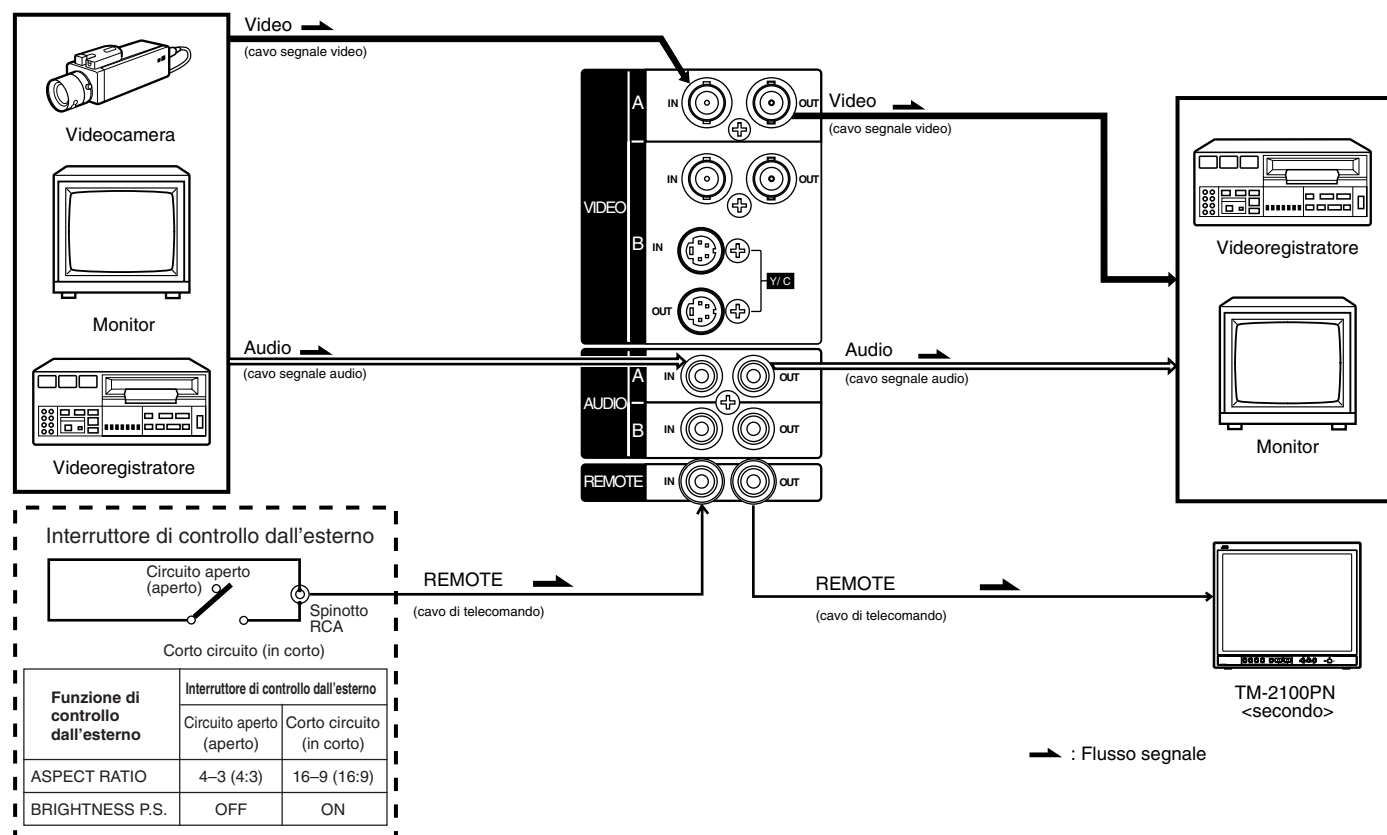 Video
(cavo segnale video)
Videocamera
Monitor
Audio
(cavo segnale audio)
Videoregistratore
VIDEO
A
IN
OUT
B
IN
OUT
IN
Y/C
OUT
AUDIO
A
IN
OUT
B
IN
OUT
REMOTE
IN
OUT
Video
(cavo segnale video)
Audio
(cavo segnale audio)
Videoregistratore
Monitor
Interruttore di controllo dall'esterno
Circuito aperto
(aperto)
Spinotto
RCA
Corto circuito (in corto)
Funzione di
controllo
dall'esterno
Interruttore di controllo dall'esterno
Circuito aperto
(aperto)
Corto circuito
(in corto)
ASPECT RATIO
4–3 (4:3)
16–9 (16:9)
BRIGHTNESS P.S.
OFF
ON
REMOTE
(cavo di telecomando)
REMOTE
(cavo di telecomando)
TM-2100PN
<secondo>
: Flusso segnale